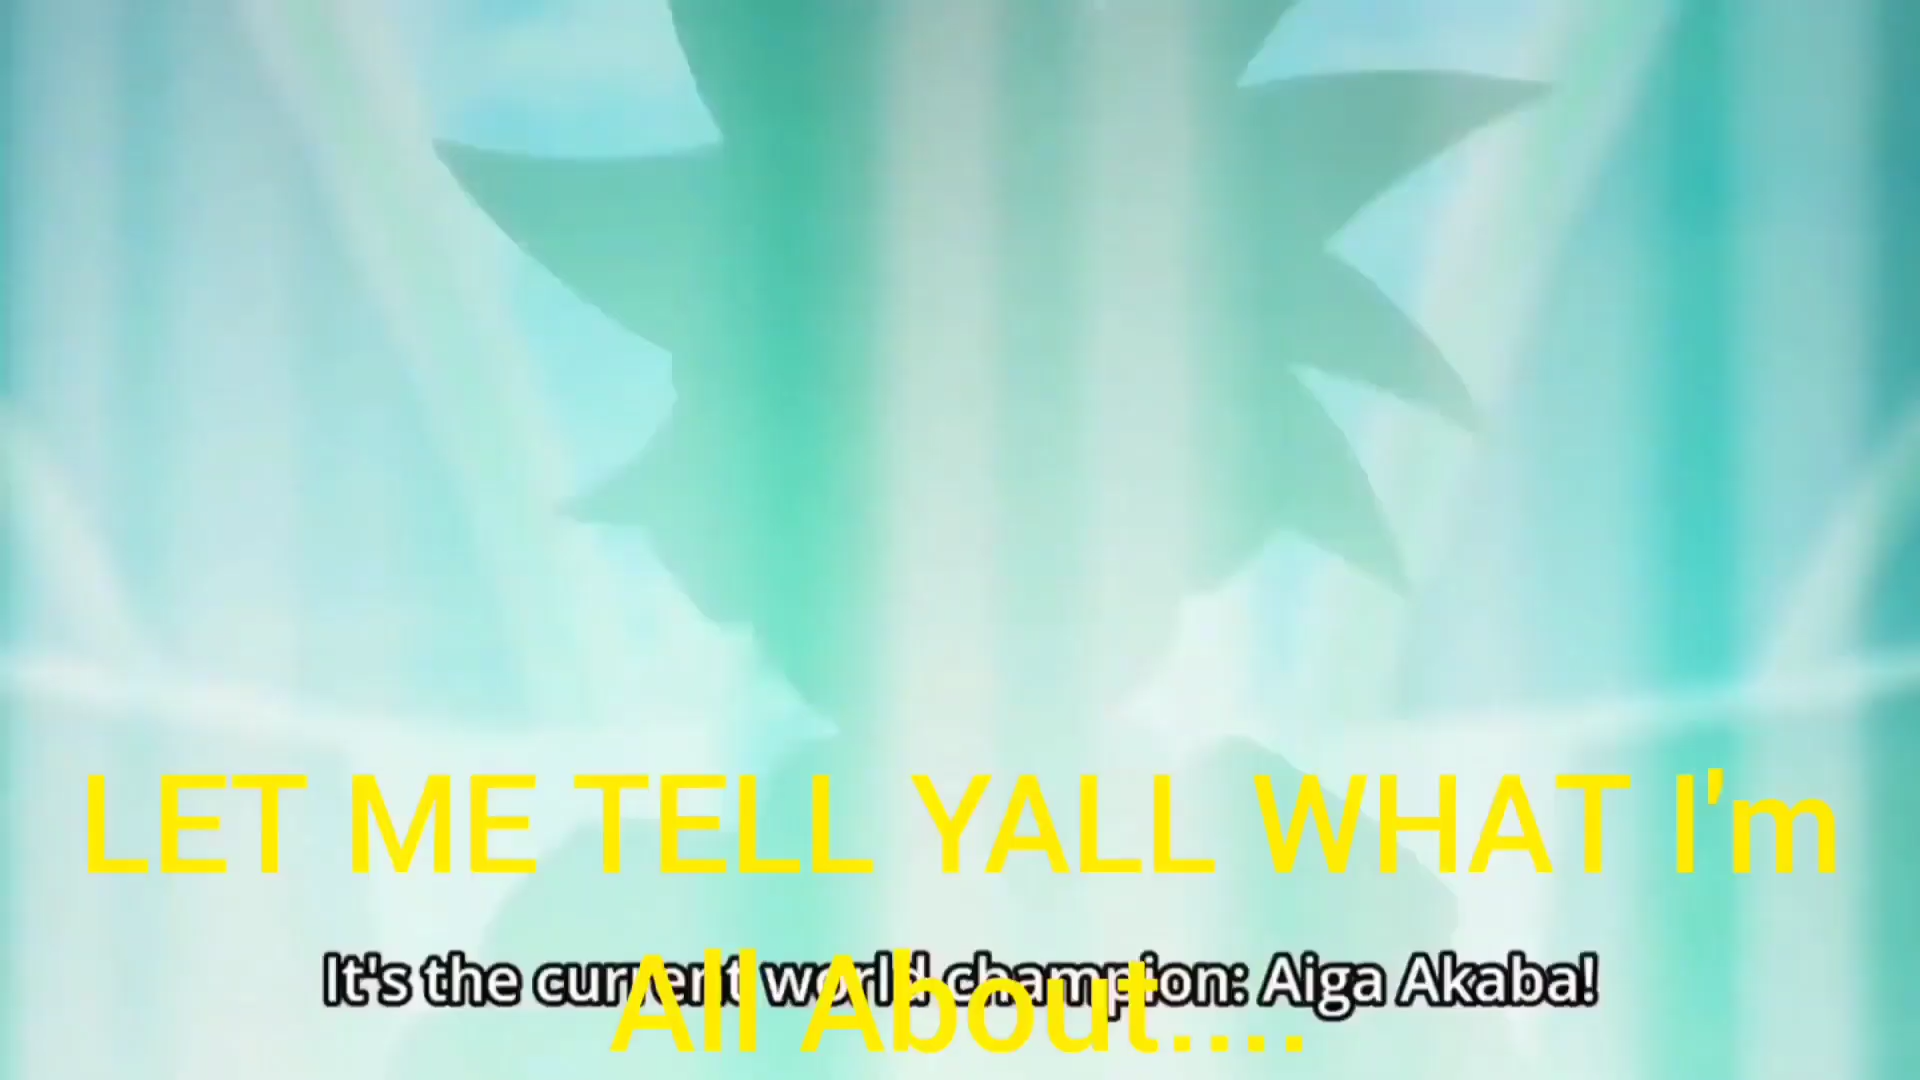 LET ME TELL YALL WHAT I'm
It's the current world champion: Aiga Akaba!
All About....